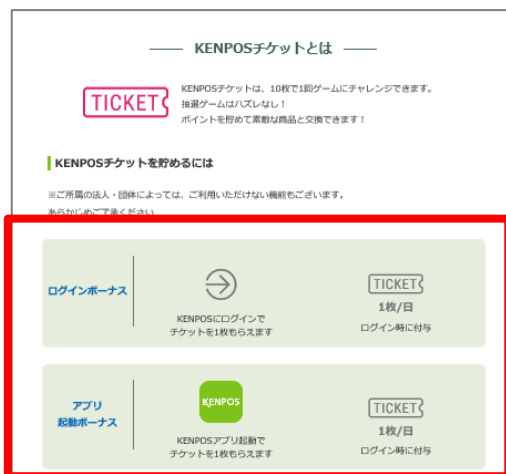 KENPOSチケットとは
TICKET
KENPOSチケットは、10枚で1回ゲームにチャレンジできます。
抽選ゲームはハズレなし！
ポイントを貯めて素敵な商品と交換できます！
KENPOSチケットを貯めるには
※ご所属の法人・団体によっては、ご利用いただけない機能もございます。
あらかじめご了承ください
ログインボーナス
KENPOSにログインで
チケットを1枚もらえます
TICKET
1枚/日
ログイン時に付与
アプリ
起動ボーナス
KENPOS
KENPOSアプリ起動で
チケットを1枚もらえます
TICKET
1枚/日
ログイン時に付与